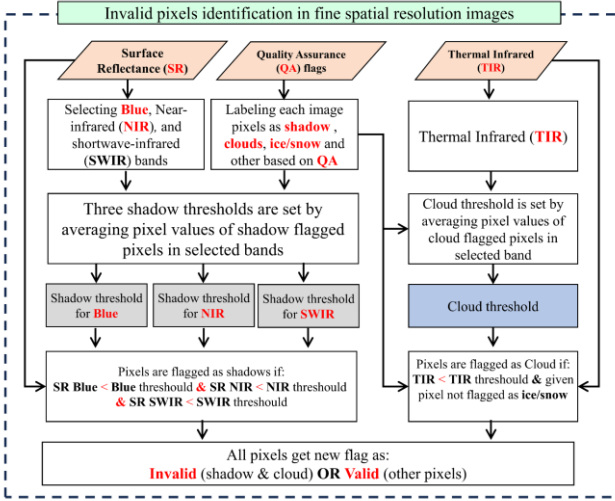 Invalid pixels identification in fine spatial resolution images
Surface
Reflectance (SR)
Quality Assurance
(QA) flags
Thermal Infrared
(TIR)
Selecting Blue, Near-
infrared (NIR), and
shortwave-infrared
(SWIR) bands
Labeling each image
pixels as shadow ,
clouds, ice/snow and
other based on QA
Thermal Infrared (TIR)
Three shadow thresholds are set by
averaging pixel values of shadow flagged
pixels in selected bands
Cloud threshold is set by
averaging pixel values of
cloud flagged pixels in
selected band
Shadow threshold
for Blue
Shadow threshold
for NIR
Shadow threshold
for SWIR
Cloud threshold
Pixels are flagged as shadows if:
SR Blue < Blue threshould & SR NIR < NIR threshould
& SR SWIR < SWIR threshould
Pixels are flagged as Cloud if:
TIR < TIR threshould & given
pixel not flagged as ice/snow
All pixels get new flag as:
Invalid (shadow & cloud) OR Valid (other pixels)